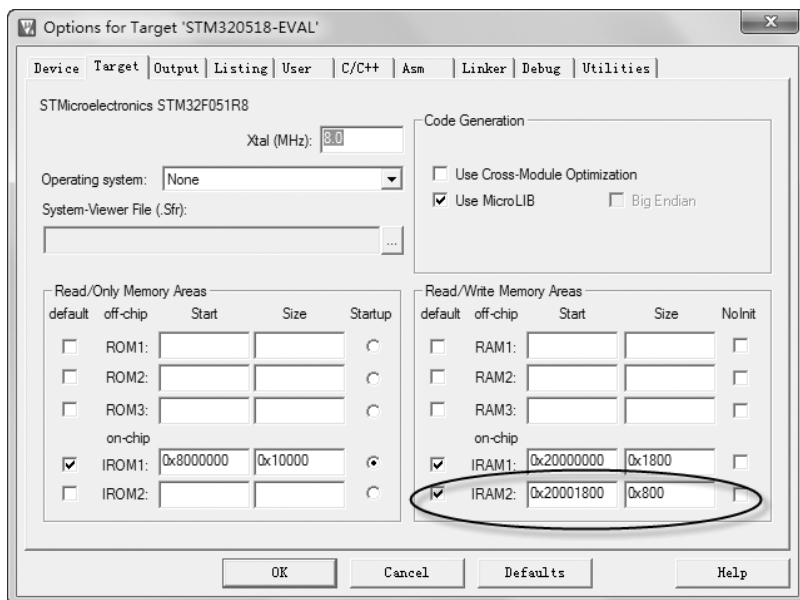 Options for Target 'STM320518-EVAL'
Device Target Output Listing User C/C++ Asm Linker Debug Utilities
STMicroelectronics STM32F051R8
Xtal (MHz): 8.0
Operating system: None
System-Viewer File (.Sfr):
...
Code Generation
Use Cross-Module Optimization
Use MicroLIB Big Endian
Read/Only Memory Areas
default off-chip Start Size Startup
ROM1:
ROM2:
ROM3:
on-chip
IROM1: 0x8000000 0x10000
IROM2:
Read/Write Memory Areas
default off-chip Start Size NoInit
RAM1:
RAM2:
RAM3:
on-chip
IRAM1: 0x20000000 0x1800
IRAM2: 0x20001800 0x800
OK Cancel Defaults Help